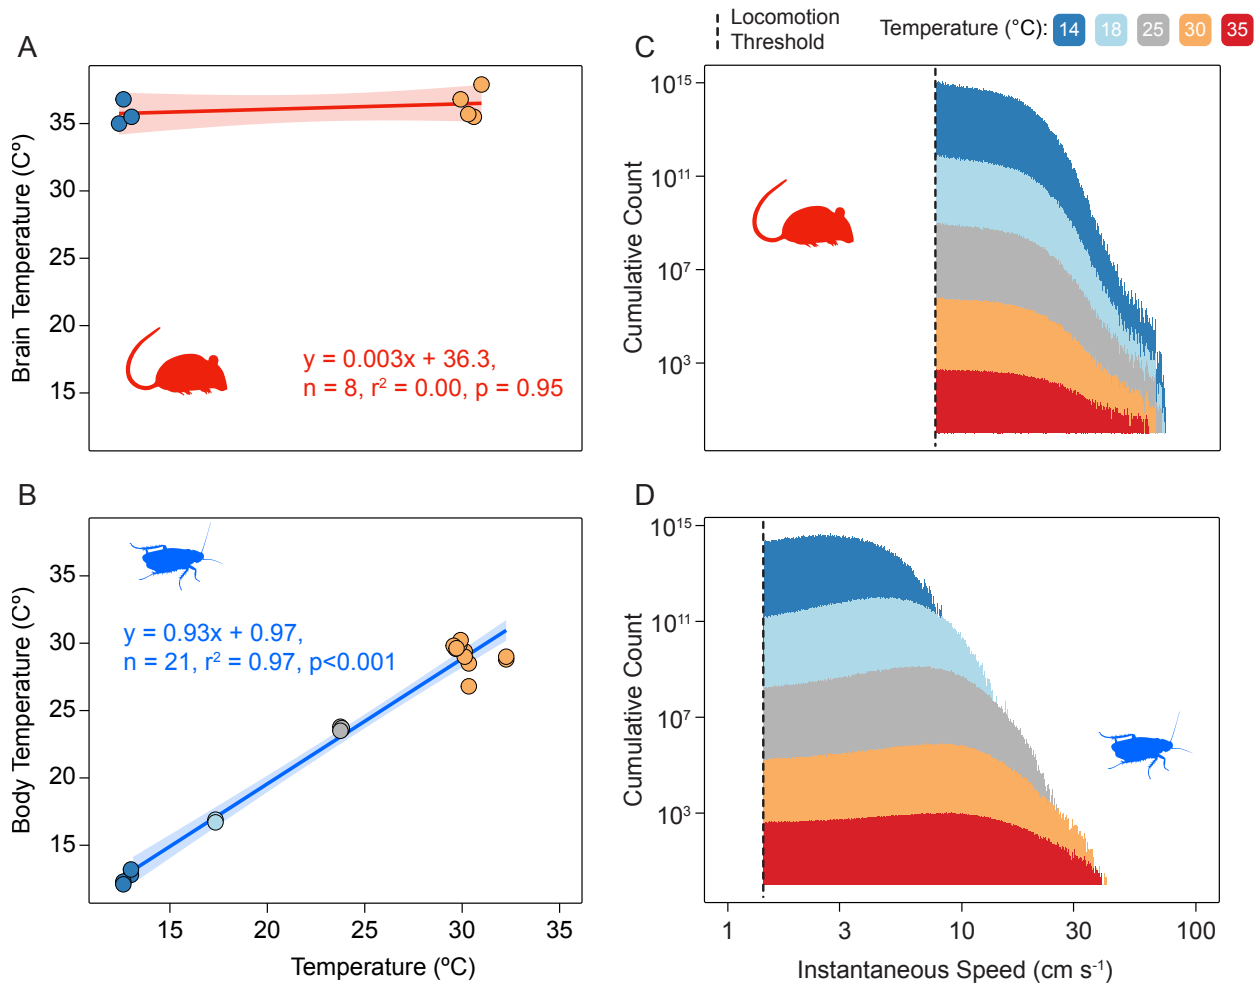 Locomotion
Threshold
Temperature (°C): 14 18 25 30 35
A
35
30
25
20
15
Brain Temperature (Cº)
y = 0.003x + 36.3,
n = 8, r² = 0.00, p = 0.95
B
35
30
25
20
15
Body Temperature (Cº)
y = 0.93x + 0.97,
n = 21, r² = 0.97, p<0.001
15 20 25 30 35
Temperature (ºC)
C
10¹⁵
10¹¹
10⁷
10³
Cumulative Count
D
10¹⁵
10¹¹
10⁷
10³
Cumulative Count
1 3 10 30 100
Instantaneous Speed (cm s⁻¹)